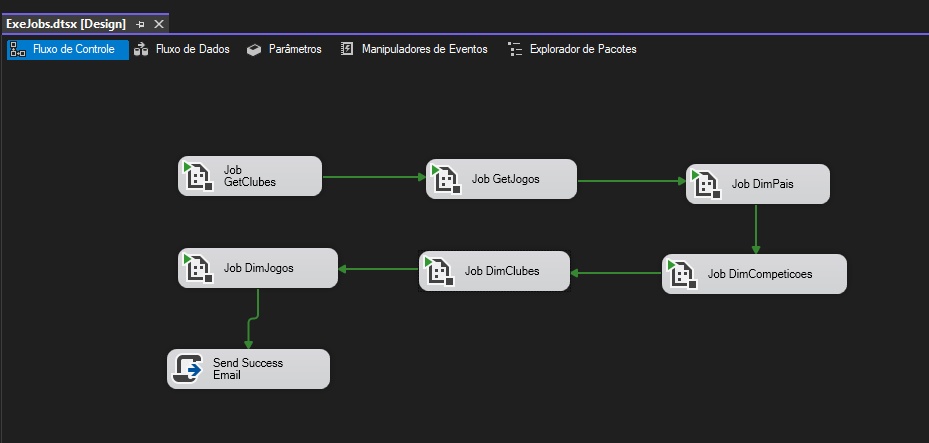 ExeJobs.dtsx [Design]
Fluxo de Controle
Fluxo de Dados
Parâmetros
Manipuladores de Eventos
Explorador de Pacotes
Job
GetClubes
Job GetJogos
Job DimPais
Job DimJogos
Job DimClubes
Job DimCompeticoes
Send Success
Email